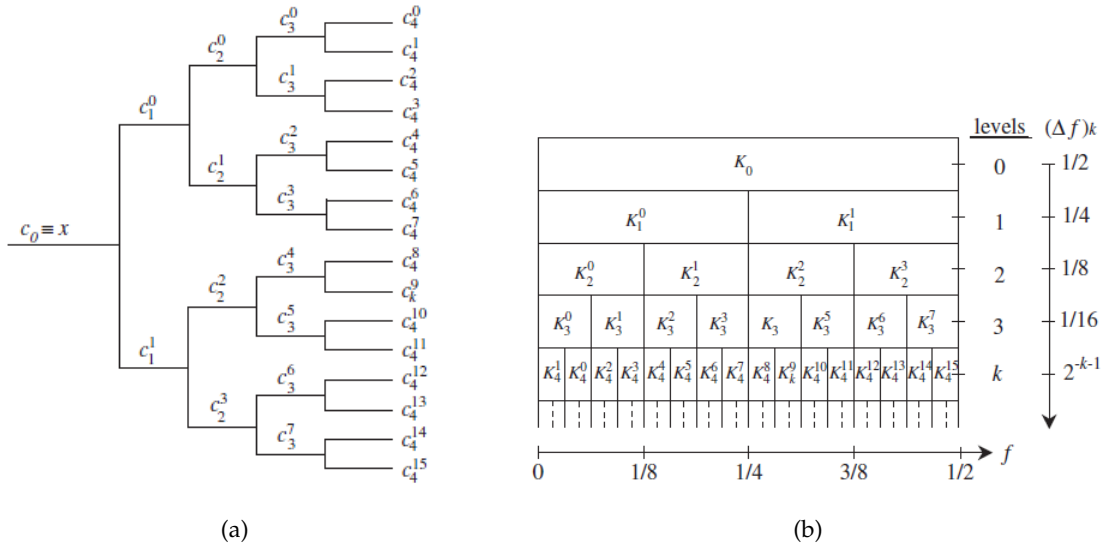 c_3^0
c_4^0
c_2^0
c_4^1
c_3^1
c_4^2
c_1^0
c_4^3
c_3^2
c_4^4
c_2^1
c_4^5
c_3^3
c_4^6
c_4^7
c_0 ≡ x
c_3^4
c_4^8
c_2^2
c_k^9
c_3^5
c_4^10
c_1^1
c_4^11
c_3^6
c_4^12
c_2^3
c_4^13
c_3^7
c_4^14
c_4^15
(a)
levels (Δf)_k
K_0 0 1/2
K_1^0 K_1^1 1 1/4
K_2^0 K_2^1 K_2^2 K_2^3 2 1/8
K_3^0 K_3^1 K_3^2 K_3^3 K_3 K_3^5 K_3^6 K_3^7 3 1/16
K_4^1 K_4^0 K_4^2 K_4^3 K_4^4 K_4^5 K_4^6 K_4^7 K_4^8 K_k^9 K_4^10 K_4^11 K_4^12 K_4^13 K_4^14 K_4^15 k 2^-k-1
0 1/8 1/4 3/8 1/2 f
(b)